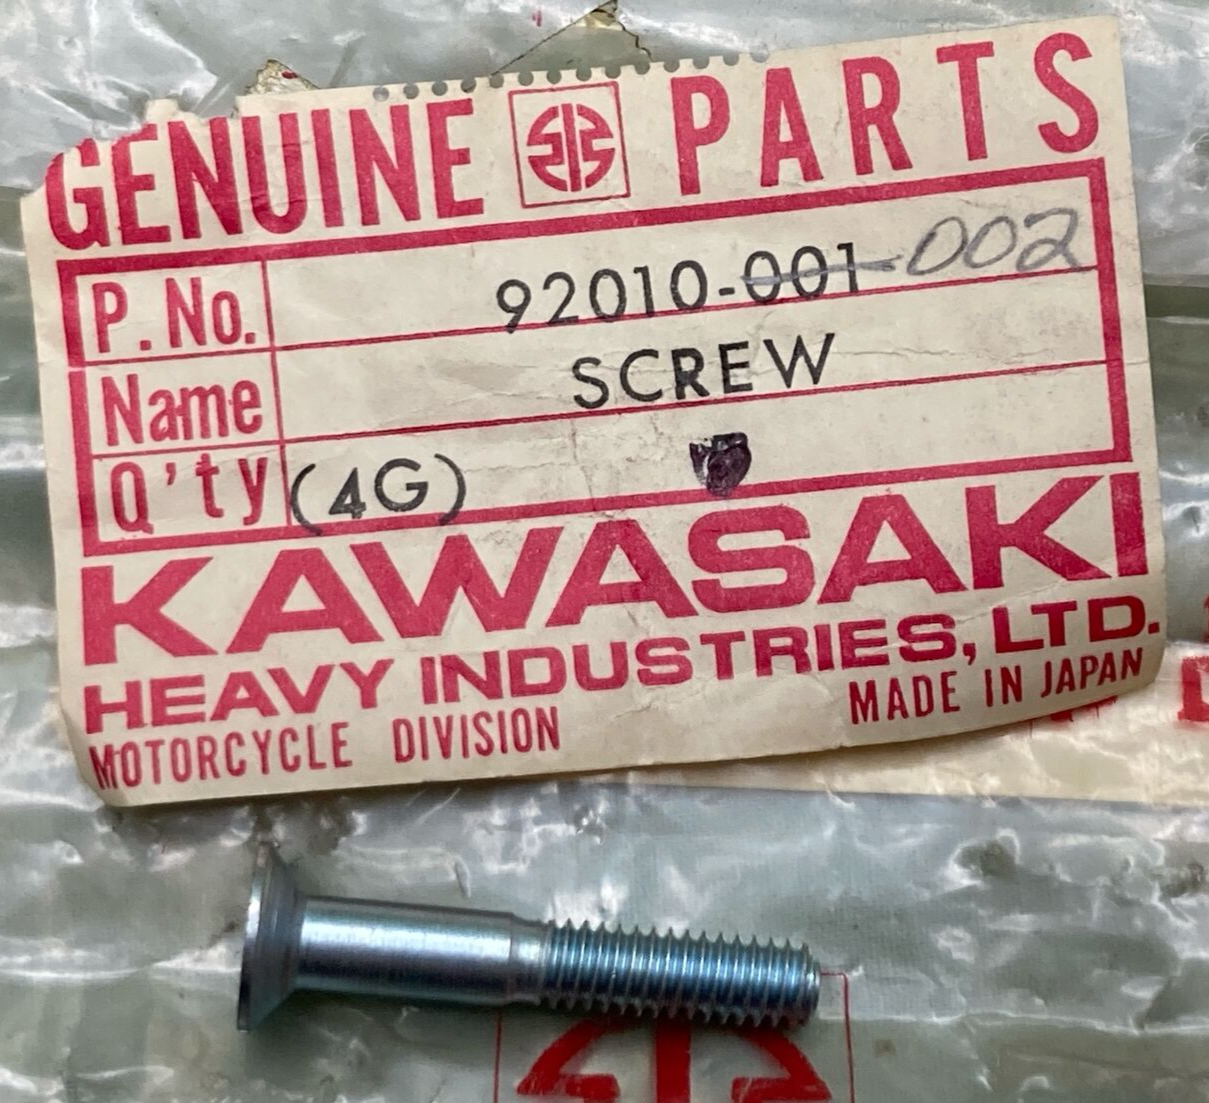 GENUINE PARTS
P. No. 92010-001 002
Name SCREW
Q'ty (4G)
KAWASAKI
HEAVY INDUSTRIES, LTD.
MOTORCYCLE DIVISION MADE IN JAPAN